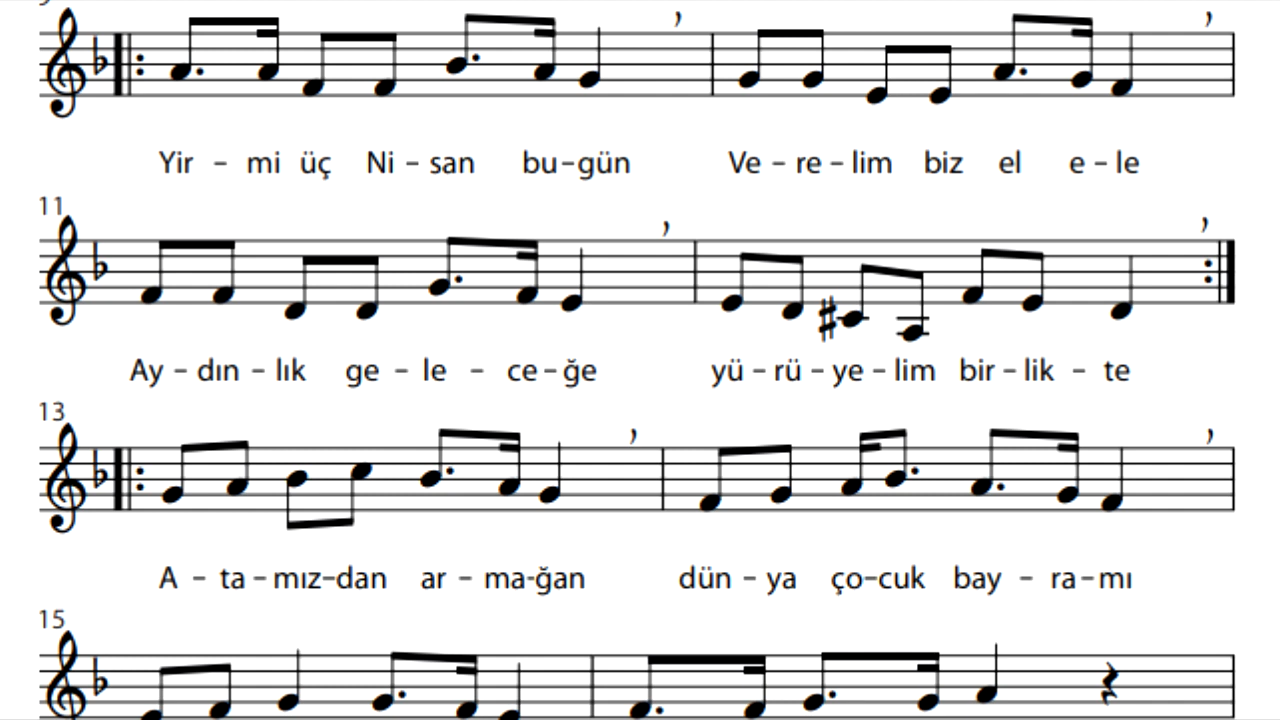 Yir – mi üç Ni – san bu – gün Ve – re – lim biz el e – le
11
Ay – dın – lık ge – le – ce – ğe yü – rü – ye – lim bir – lik – te
13
A – ta – mız – dan ar – ma – ğan dün – ya ço – cuk bay – ra – mı
15